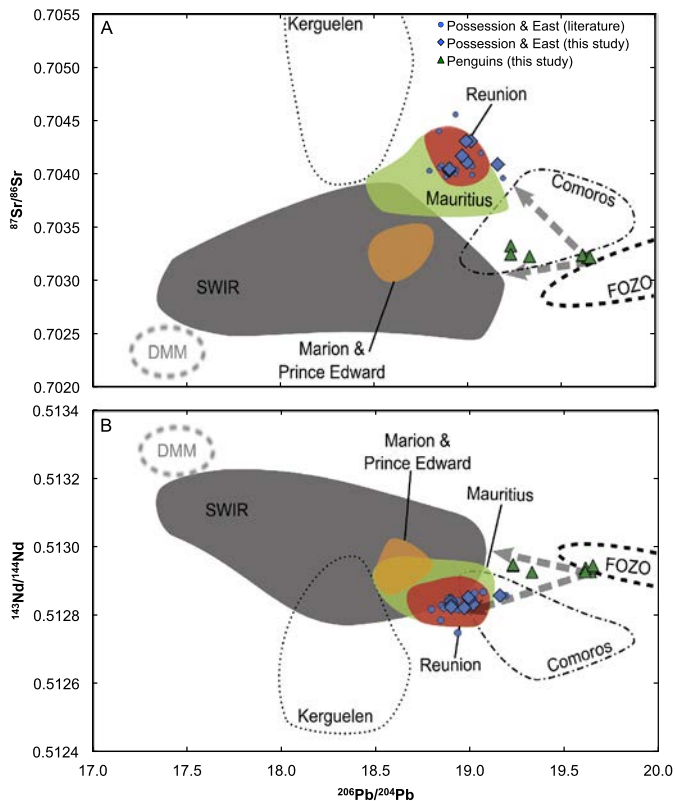 0.7055
0.7050
0.7045
0.7040
0.7035
0.7030
0.7025
0.7020
87Sr/86Sr
A
Kerguelen
Possession & East (literature)
Possession & East (this study)
Penguins (this study)
Reunion
Mauritius
Comoros
SWIR
FOZO
DMM
Marion &
Prince Edward
0.5134
0.5132
0.5130
0.5128
0.5126
0.5124
143Nd/144Nd
B
DMM
Marion &
Prince Edward
Mauritius
SWIR
FOZO
Reunion
Comoros
Kerguelen
17.0
17.5
18.0
18.5
19.0
19.5
20.0
206Pb/204Pb